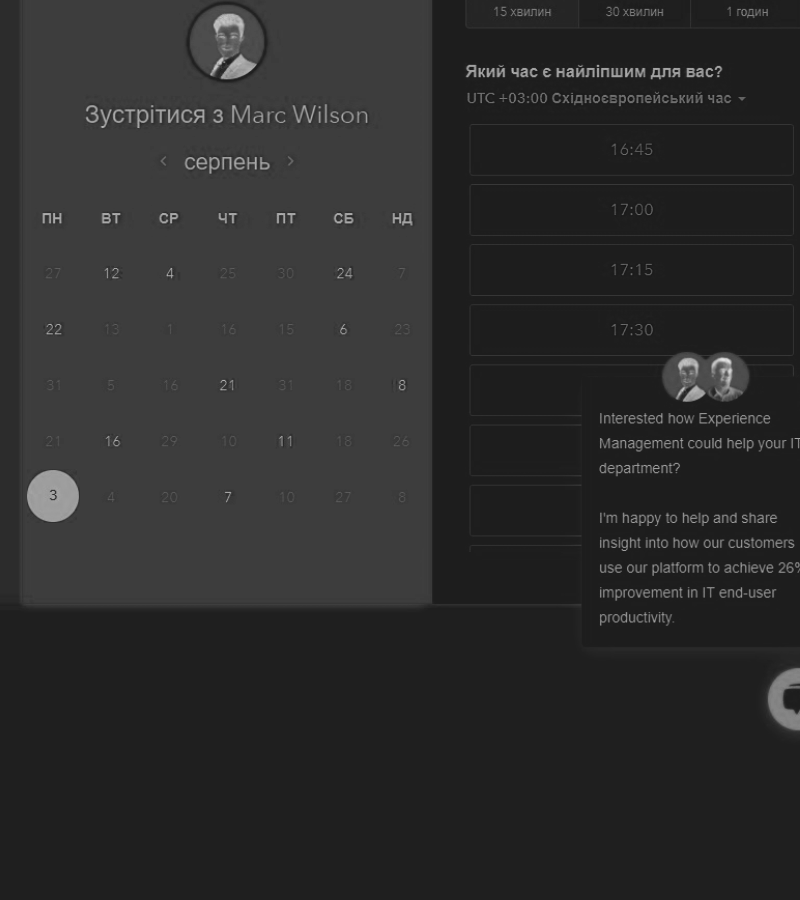 15 хвилин
30 хвилин
1 годин
Зустрітися з Marc Wilson
серпень
ПН ВТ СР ЧТ ПТ СБ НД
27 12 4 25 30 24 7
22 13 1 16 15 6 23
31 5 16 21 31 18 8
21 16 29 10 11 18 26
3 4 20 7 10 27 8
Який час є найліпшим для вас?
UTC +03:00 Східноєвропейський час
16:45
17:00
17:15
17:30
Interested how Experience
Management could help your IT
department?
I'm happy to help and share
insight into how our customers
use our platform to achieve 26%
improvement in IT end-user
productivity.